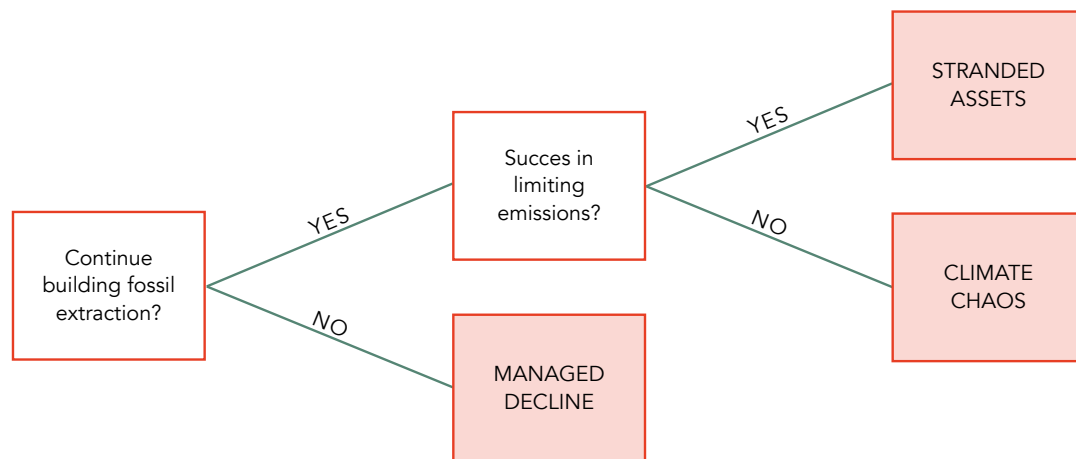 Continue
building fossil
extraction?
YES
NO
Succes in
limiting
emissions?
MANAGED
DECLINE
YES
NO
STRANDED
ASSETS
CLIMATE
CHAOS